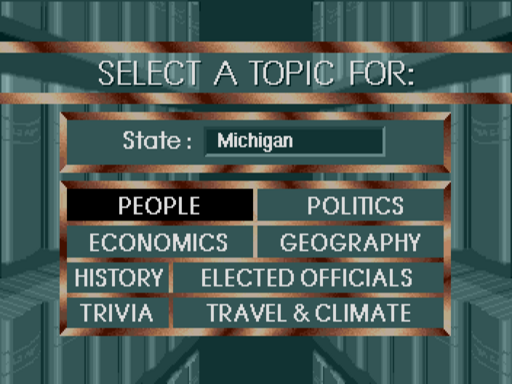 SELECT A TOPIC FOR:
State: Michigan
PEOPLE POLITICS
ECONOMICS GEOGRAPHY
HISTORY ELECTED OFFICIALS
TRIVIA TRAVEL & CLIMATE